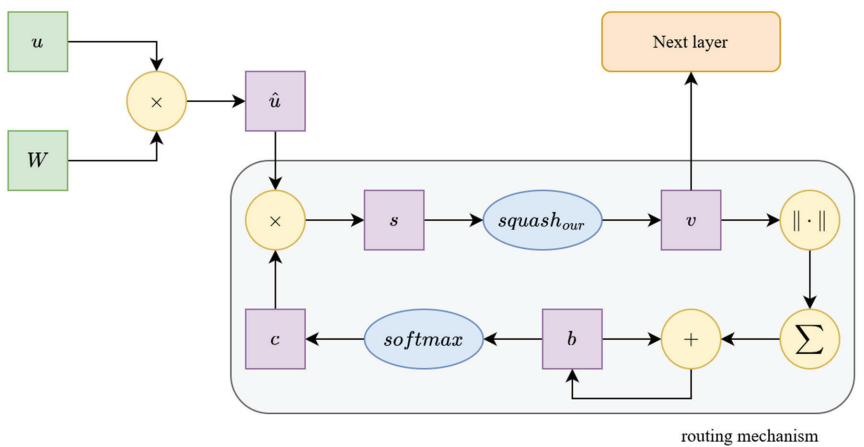 u
Next layer
×
û
W
×
s
squash_our
v
‖ · ‖
c
softmax
b
+
∑
routing mechanism